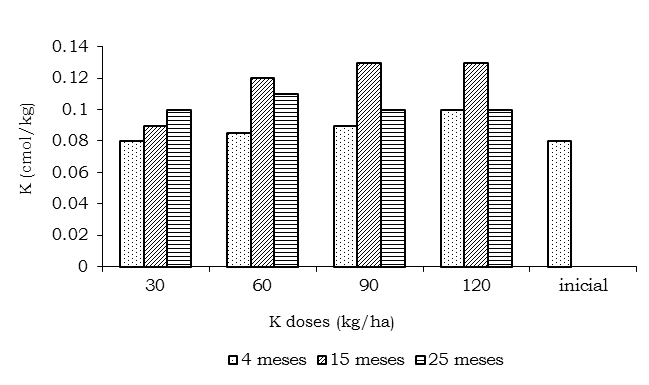 0.14
0.12
0.1
0.08
0.06
0.04
0.02
0
K (cmol/kg)
30 60 90 120 inicial
K doses (kg/ha)
4 meses 15 meses 25 meses